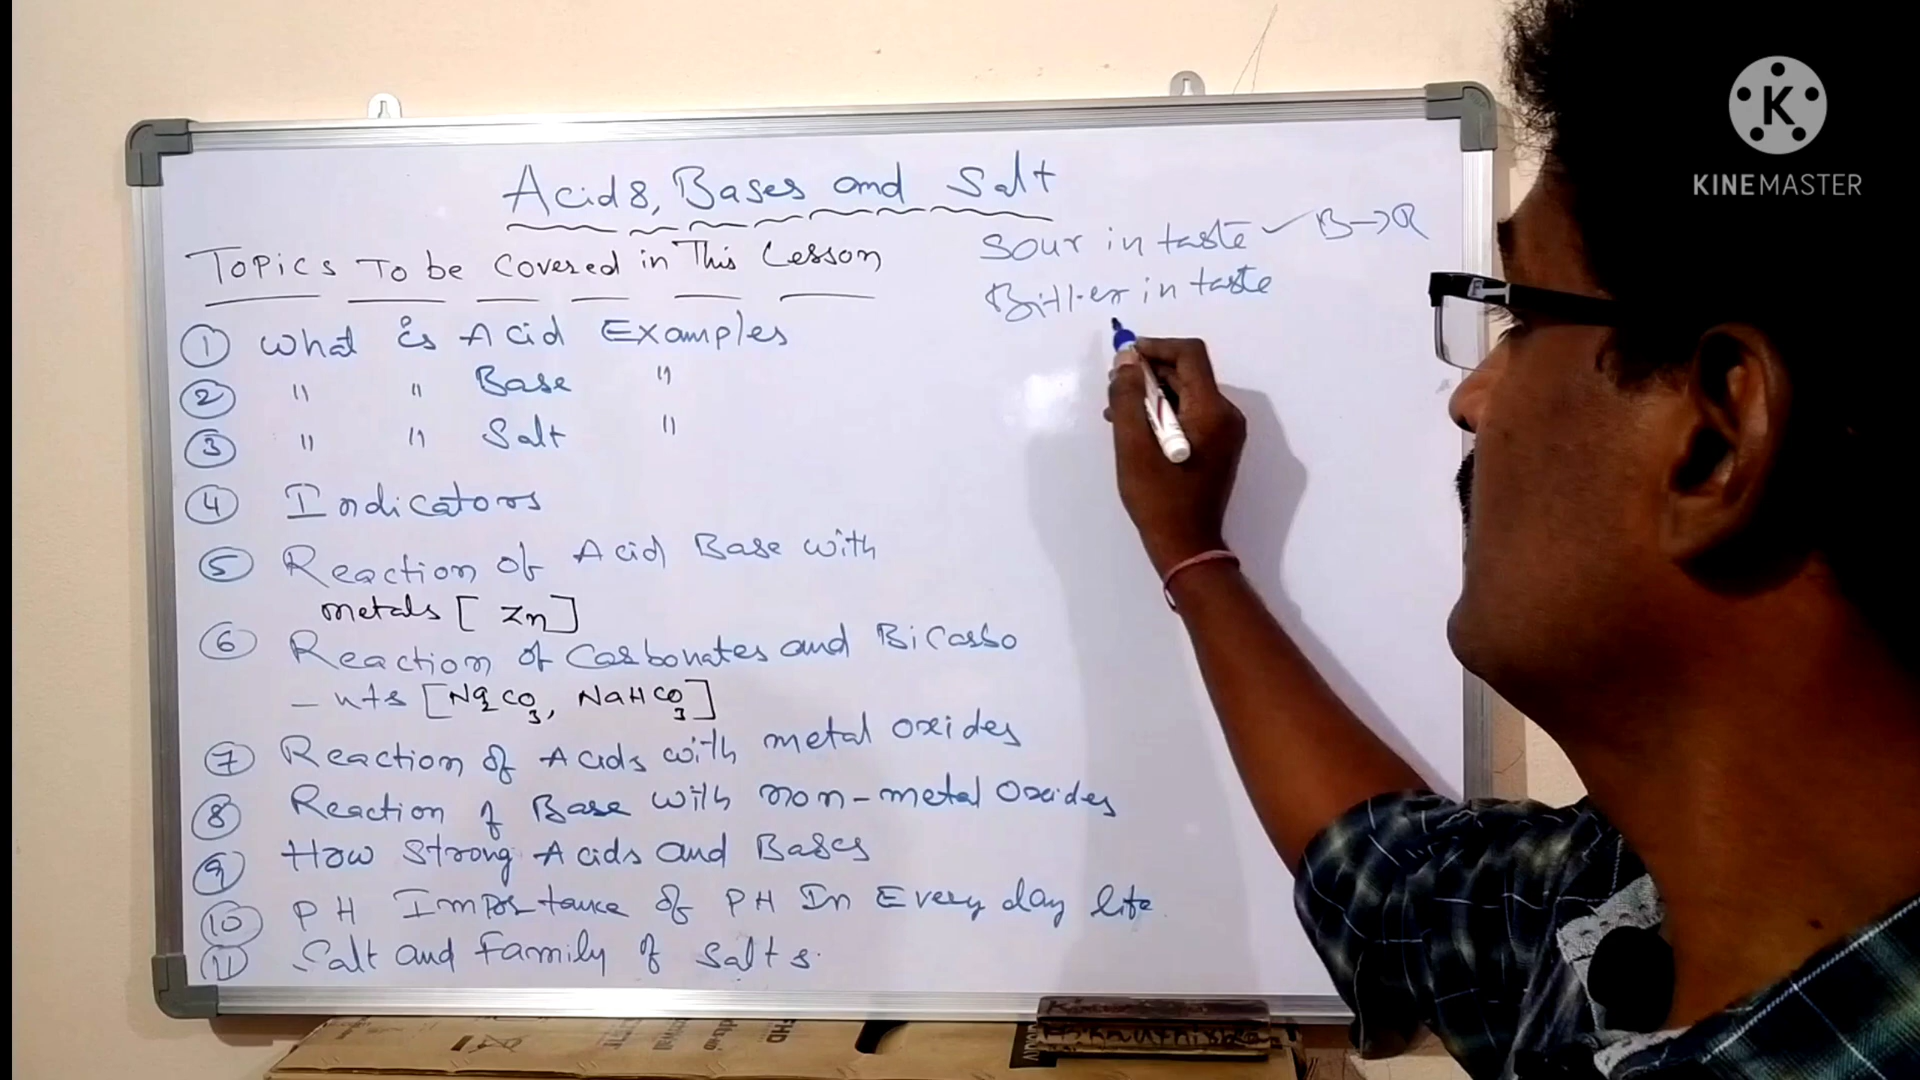 Acids, Bases and Salt
Topics To be covered in This Lesson
Sour in taste ✓ B→R
Bitter in taste
① What is Acid Examples
② " " Base "
③ " " Salt "
④ Indicators
⑤ Reaction of Acid Base with
metals [ Zn ]
⑥ Reaction of Carbonates and BiCarbo
- nts [Na2CO3, NaHCO3]
⑦ Reaction of Acids with metal oxides
⑧ Reaction of Base with non-metal oxides
⑨ How Strong Acids and Bases
⑩ PH Importance of PH In Every day life.
⑪ Salt and Family of Salts.
K
KINEMASTER